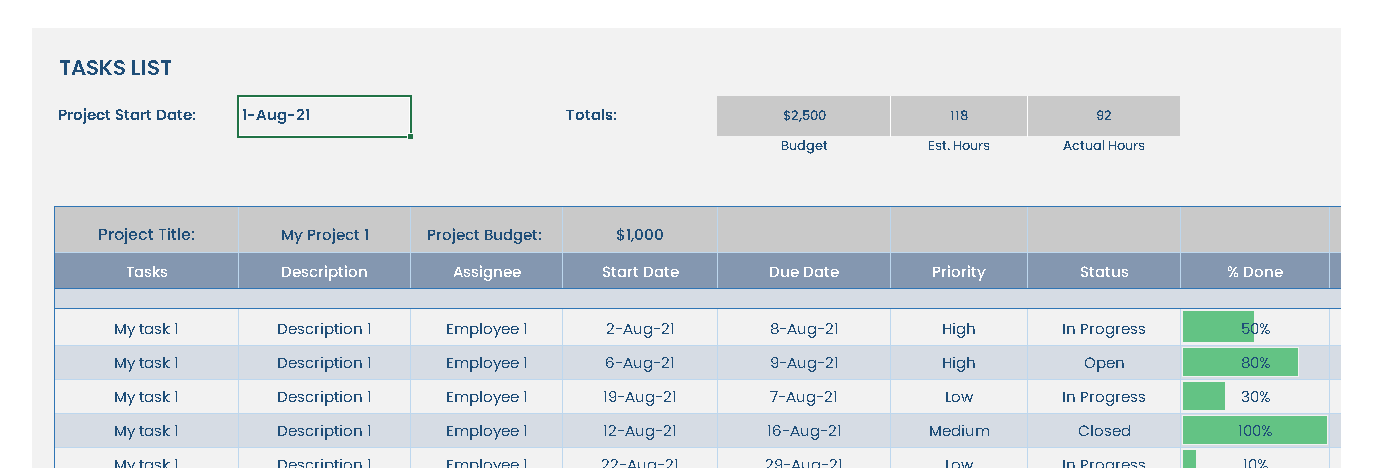 TASKS LIST
Project Start Date: 1-Aug-21 Totals: $2,500 118 92
Budget Est. Hours Actual Hours
Project Title: My Project 1 Project Budget: $1,000
Tasks Description Assignee Start Date Due Date Priority Status % Done
My task 1 Description 1 Employee 1 2-Aug-21 8-Aug-21 High In Progress 50%
My task 1 Description 1 Employee 1 6-Aug-21 9-Aug-21 High Open 80%
My task 1 Description 1 Employee 1 19-Aug-21 7-Aug-21 Low In Progress 30%
My task 1 Description 1 Employee 1 12-Aug-21 16-Aug-21 Medium Closed 100%
My task 1 Description 1 Employee 1 22-Aug-21 29-Aug-21 Low In Progress 10%